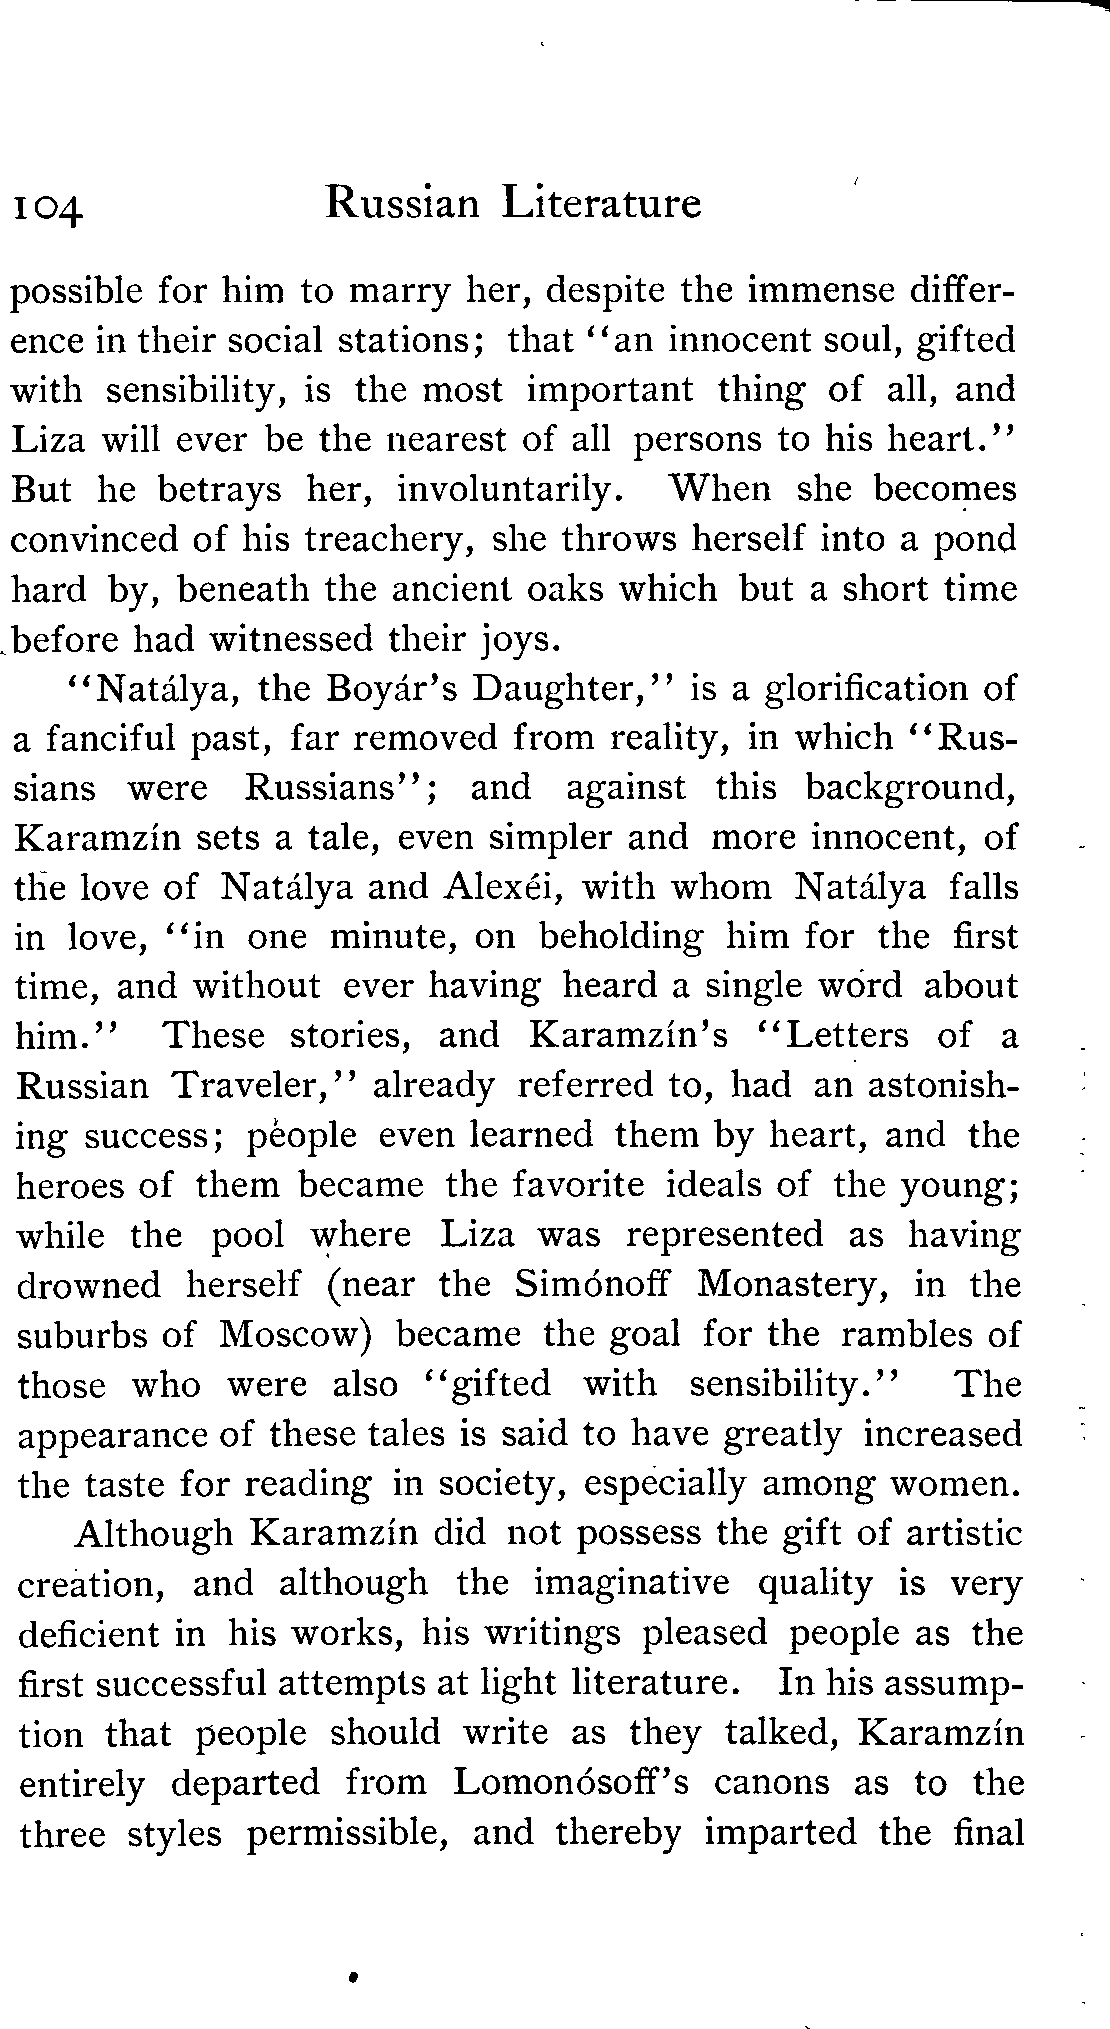 104 Russian Literature
possible for him to marry her, despite the immense differ-
ence in their social stations; that "an innocent soul, gifted
with sensibility, is the most important thing of all, and
Liza will ever be the nearest of all persons to his heart."
But he betrays her, involuntarily. When she becomes
convinced of his treachery, she throws herself into a pond
hard by, beneath the ancient oaks which but a short time
before had witnessed their joys.
"Natálya, the Boyár's Daughter," is a glorification of
a fanciful past, far removed from reality, in which "Rus-
sians were Russians"; and against this background,
Karamzín sets a tale, even simpler and more innocent, of
the love of Natálya and Alexéi, with whom Natálya falls
in love, "in one minute, on beholding him for the first
time, and without ever having heard a single word about
him." These stories, and Karamzín's "Letters of a
Russian Traveler," already referred to, had an astonish-
ing success; people even learned them by heart, and the
heroes of them became the favorite ideals of the young;
while the pool where Liza was represented as having
drowned herself (near the Simónoff Monastery, in the
suburbs of Moscow) became the goal for the rambles of
those who were also "gifted with sensibility." The
appearance of these tales is said to have greatly increased
the taste for reading in society, especially among women.
Although Karamzín did not possess the gift of artistic
creation, and although the imaginative quality is very
deficient in his works, his writings pleased people as the
first successful attempts at light literature. In his assump-
tion that people should write as they talked, Karamzín
entirely departed from Lomonósoff's canons as to the
three styles permissible, and thereby imparted the final